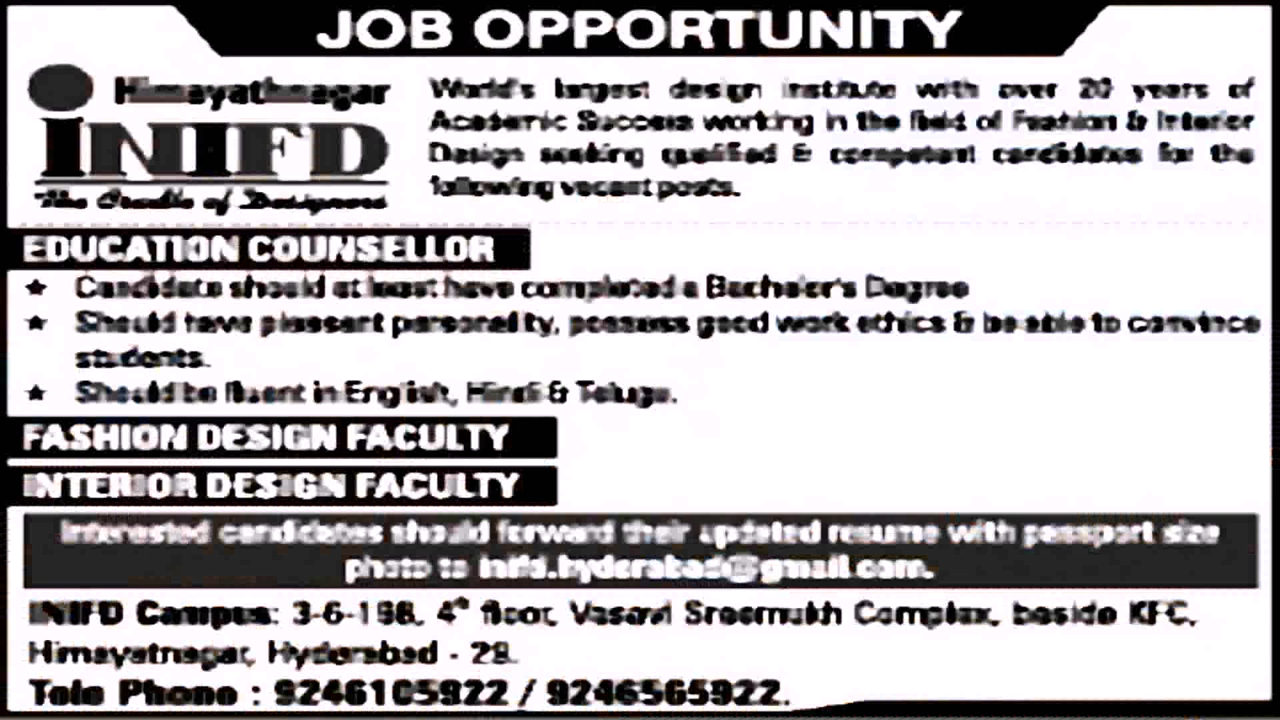 JOB OPPORTUNITY
Himayathnagar
INIFD
The Cradle of Designers
World's largest design institute with over 20 years of
Academic Success working in the field of Fashion & Interior
Design seeking qualified & competent candidates for the
following vacant posts.
EDUCATION COUNSELLOR
★ Candidate should at least have completed a Bachelor's Degree
★ Should have pleasant personality, possess good work ethics & be able to convince
students.
★ Should be fluent in English, Hindi & Telugu.
FASHION DESIGN FACULTY
INTERIOR DESIGN FACULTY
Interested candidates should forward their updated resume with passport size
photo to inifd.hyderabad@gmail.com.
INIFD Campus: 3-6-198, 4th floor, Vasavi Sreemukh Complex, beside KFC,
Himayatnagar, Hyderabad - 29.
Tele Phone : 9246105922 / 9246565922.